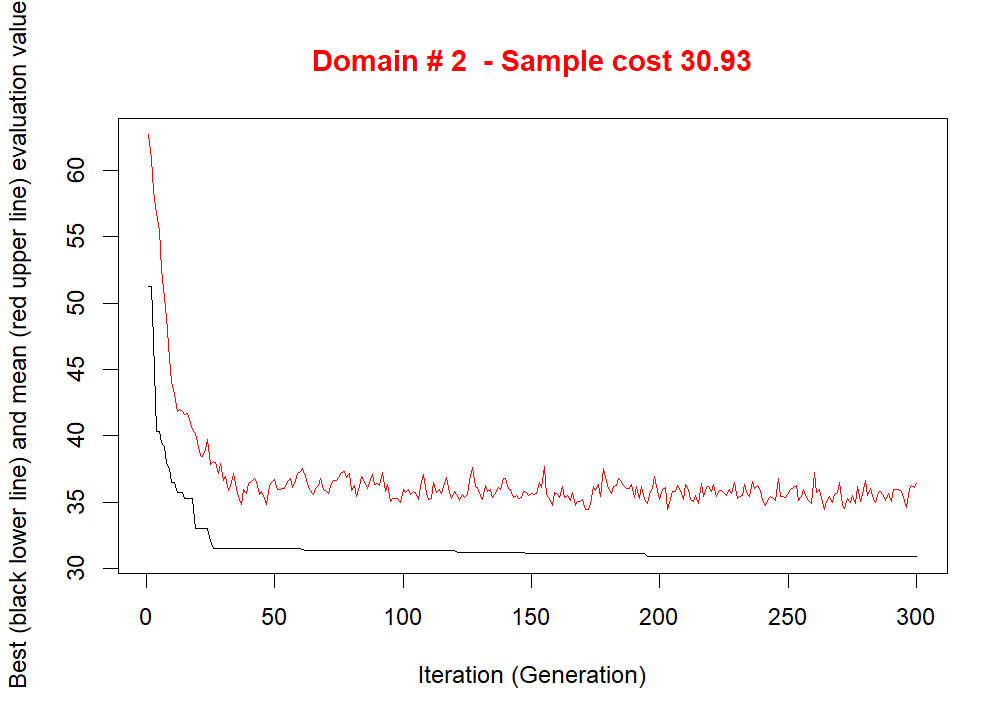 Domain # 2  - Sample cost 30.93
Best (black lower line) and mean (red upper line) evaluation value
60
55
50
45
40
35
30
0 50 100 150 200 250 300
Iteration (Generation)